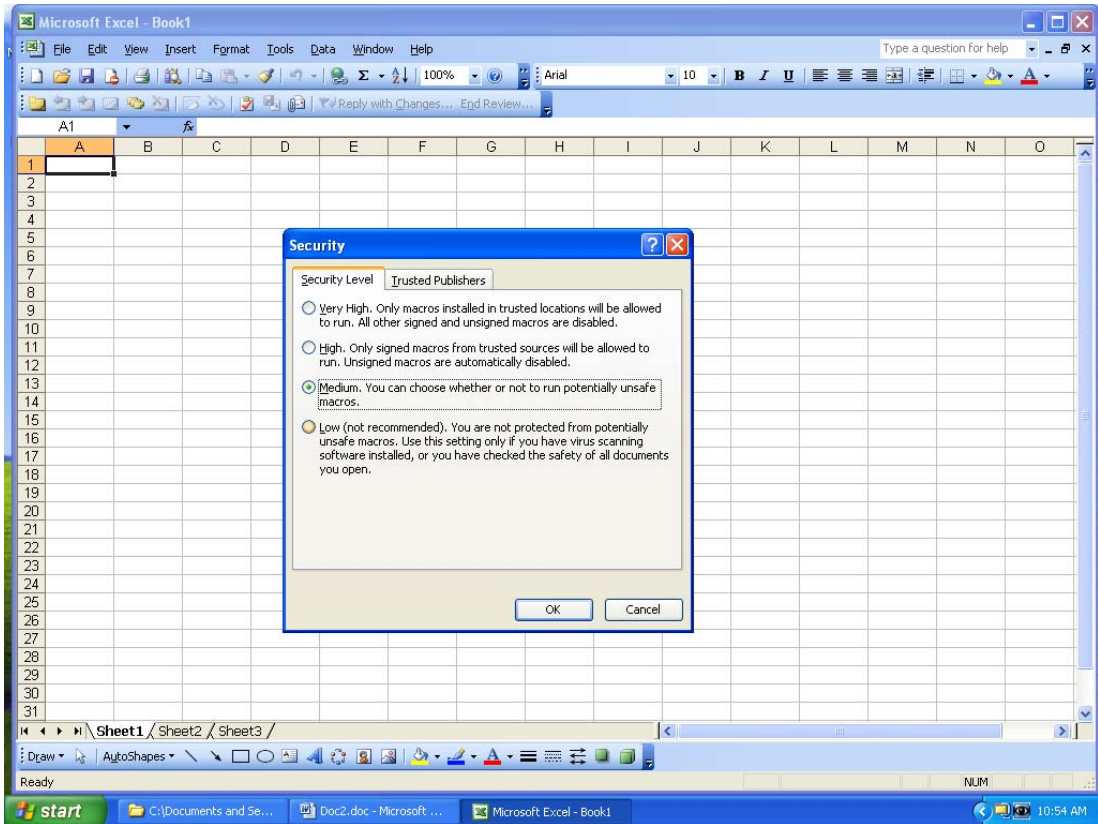 Microsoft Excel - Book1
File Edit View Insert Format Tools Data Window Help
Type a question for help
100%
Arial
10
B I U
Reply with Changes... End Review...
A1
fx
A B C D E F G H I J K L M N O
1
2
3
4
5
6
7
8
9
10
11
12
13
14
15
16
17
18
19
20
21
22
23
24
25
26
27
28
29
30
31
Security
Security Level Trusted Publishers
Very High. Only macros installed in trusted locations will be allowed
to run. All other signed and unsigned macros are disabled.
High. Only signed macros from trusted sources will be allowed to
run. Unsigned macros are automatically disabled.
Medium. You can choose whether or not to run potentially unsafe
macros.
Low (not recommended). You are not protected from potentially
unsafe macros. Use this setting only if you have virus scanning
software installed, or you have checked the safety of all documents
you open.
OK Cancel
Sheet1 Sheet2 Sheet3
Draw AutoShapes
Ready
NUM
start C:\Documents and Se... Doc2.doc - Microsoft ... Microsoft Excel - Book1 10:54 AM